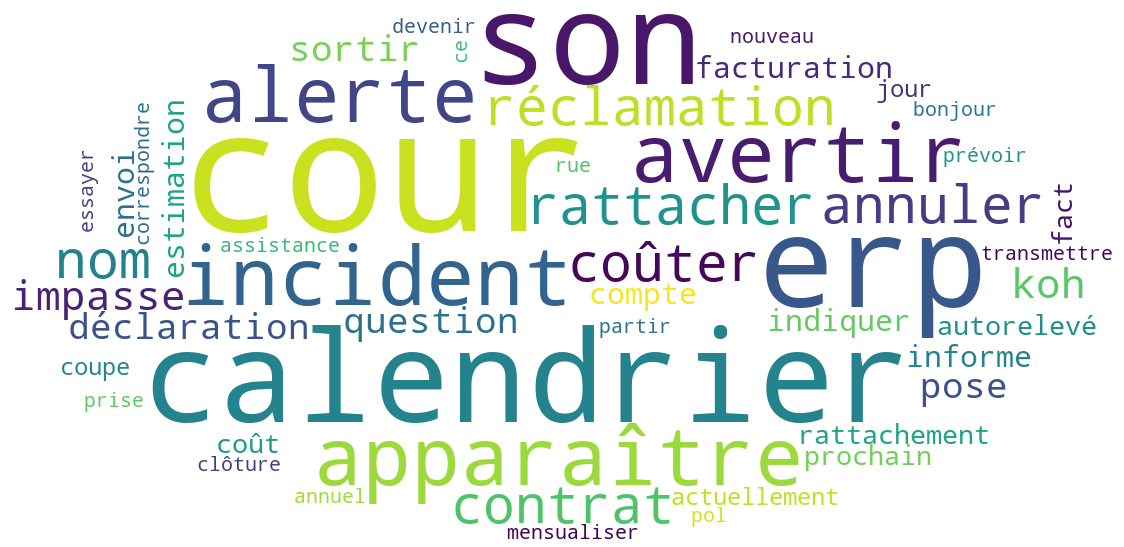 devenir
son
nouveau
sortir
ce
facturation
alerte
réclamation
jour
bonjour
cour
avertir
prévoir
essayer
envoi
correspondre
estimation
rue
rattacher
annuler
fact
nom
assistance
incident
coûter
erp
transmettre
impasse
compte
koh
déclaration
question
partir
indiquer
autorelevé
coupe
calendrier
informe
prise
pose
coût
apparaître
rattachement
clôture
prochain
annuel
contrat
actuellement
pol
mensualiser